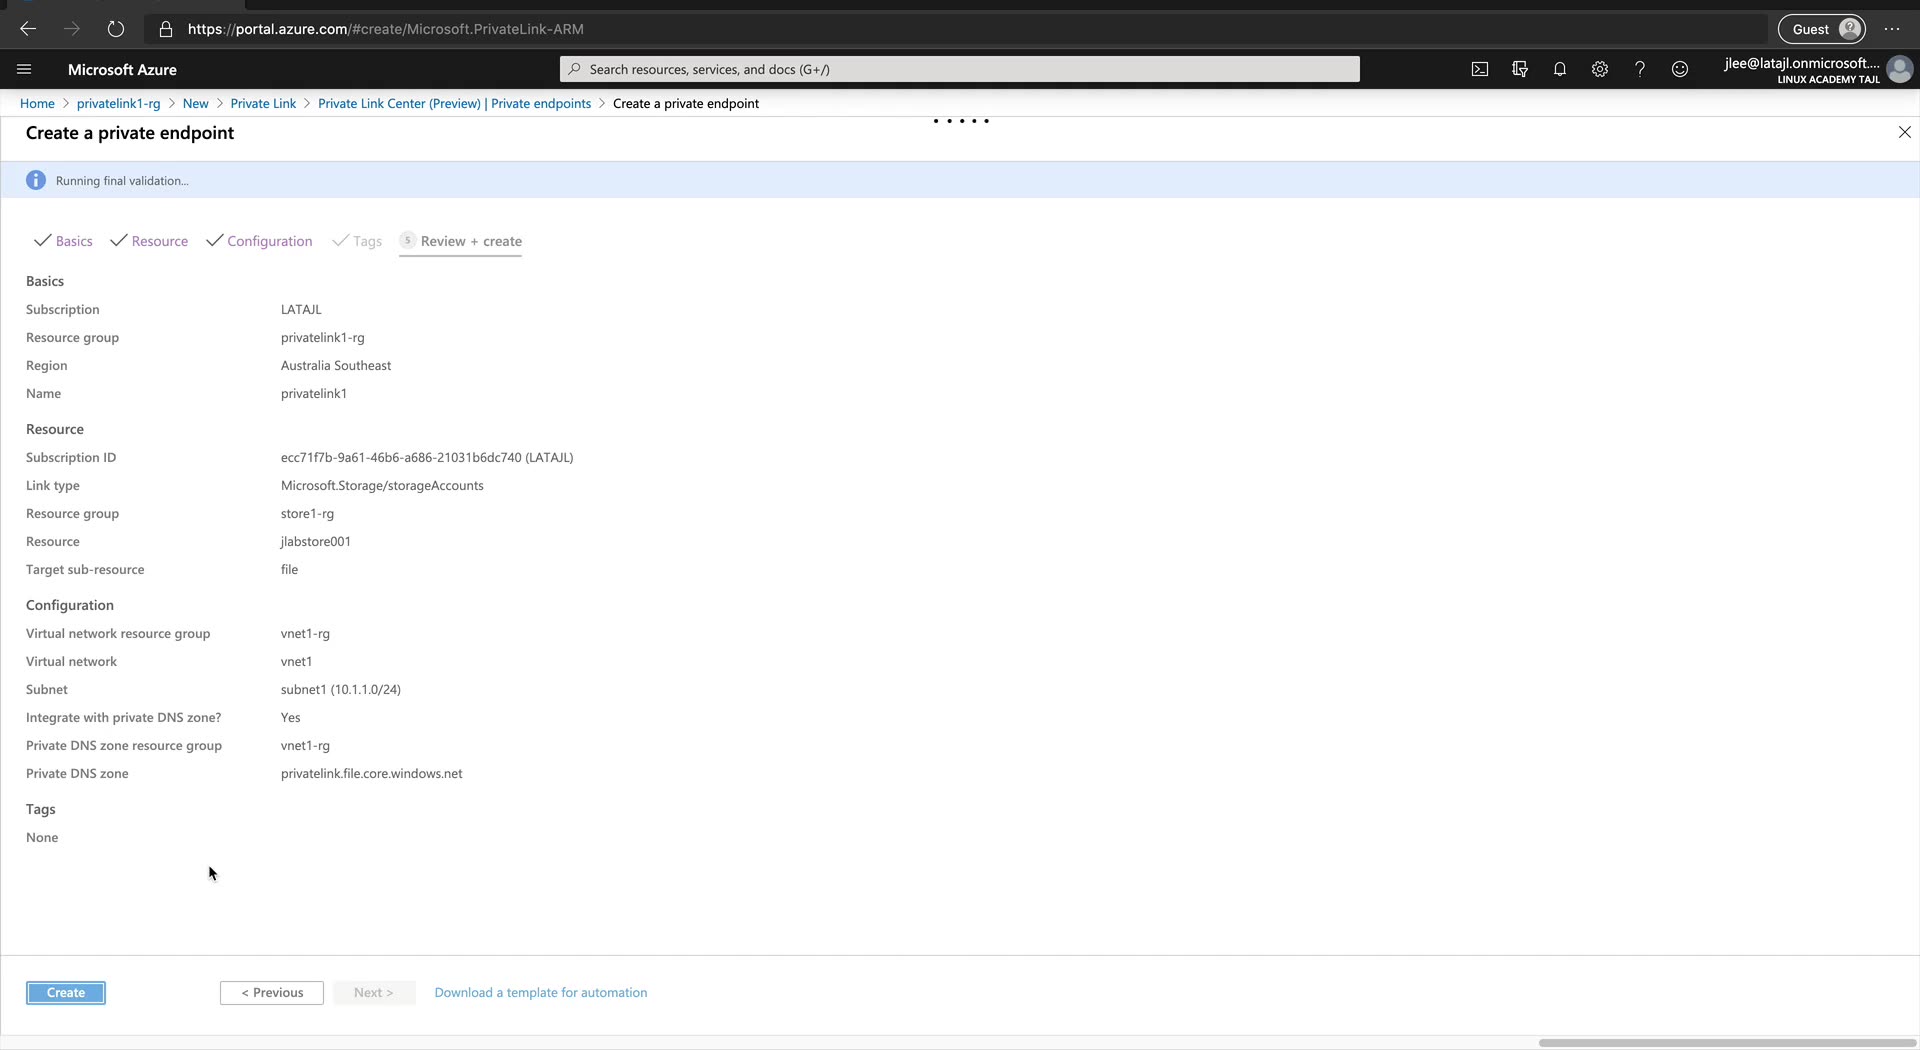 https://portal.azure.com/#create/Microsoft.PrivateLink-ARM
Guest
Microsoft Azure
Search resources, services, and docs (G+/)
jlee@latajl.onmicrosoft....
LINUX ACADEMY TAJL
Home > privatelink1-rg > New > Private Link > Private Link Center (Preview) | Private endpoints > Create a private endpoint
Create a private endpoint
Running final validation...
Basics Resource Configuration Tags 5 Review + create
Basics
Subscription LATAJL
Resource group privatelink1-rg
Region Australia Southeast
Name privatelink1
Resource
Subscription ID ecc71f7b-9a61-46b6-a686-21031b6dc740 (LATAJL)
Link type Microsoft.Storage/storageAccounts
Resource group store1-rg
Resource jlabstore001
Target sub-resource file
Configuration
Virtual network resource group vnet1-rg
Virtual network vnet1
Subnet subnet1 (10.1.1.0/24)
Integrate with private DNS zone? Yes
Private DNS zone resource group vnet1-rg
Private DNS zone privatelink.file.core.windows.net
Tags
None
Create < Previous Next > Download a template for automation